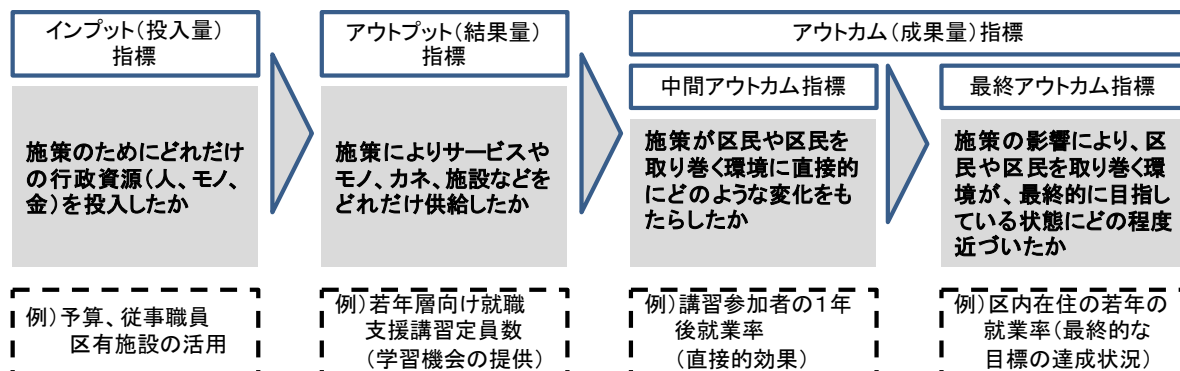 インプット(投入量)
指標
アウトプット(結果量)
指標
アウトカム(成果量)指標
中間アウトカム指標
最終アウトカム指標
施策のためにどれだけ
の行政資源(人、モノ、
金)を投入したか
施策によりサービスや
モノ、カネ、施設などを
どれだけ供給したか
施策が区民や区民を
取り巻く環境に直接的
にどのような変化をも
たらしたか
施策の影響により、区
民や区民を取り巻く環
境が、最終的に目指し
ている状態にどの程度
近づいたか
例)予算、従事職員
区有施設の活用
例)若年層向け就職
支援講習定員数
(学習機会の提供)
例)講習参加者の1年
後就業率
(直接的効果)
例)区内在住の若年の
就業率(最終的な
目標の達成状況)